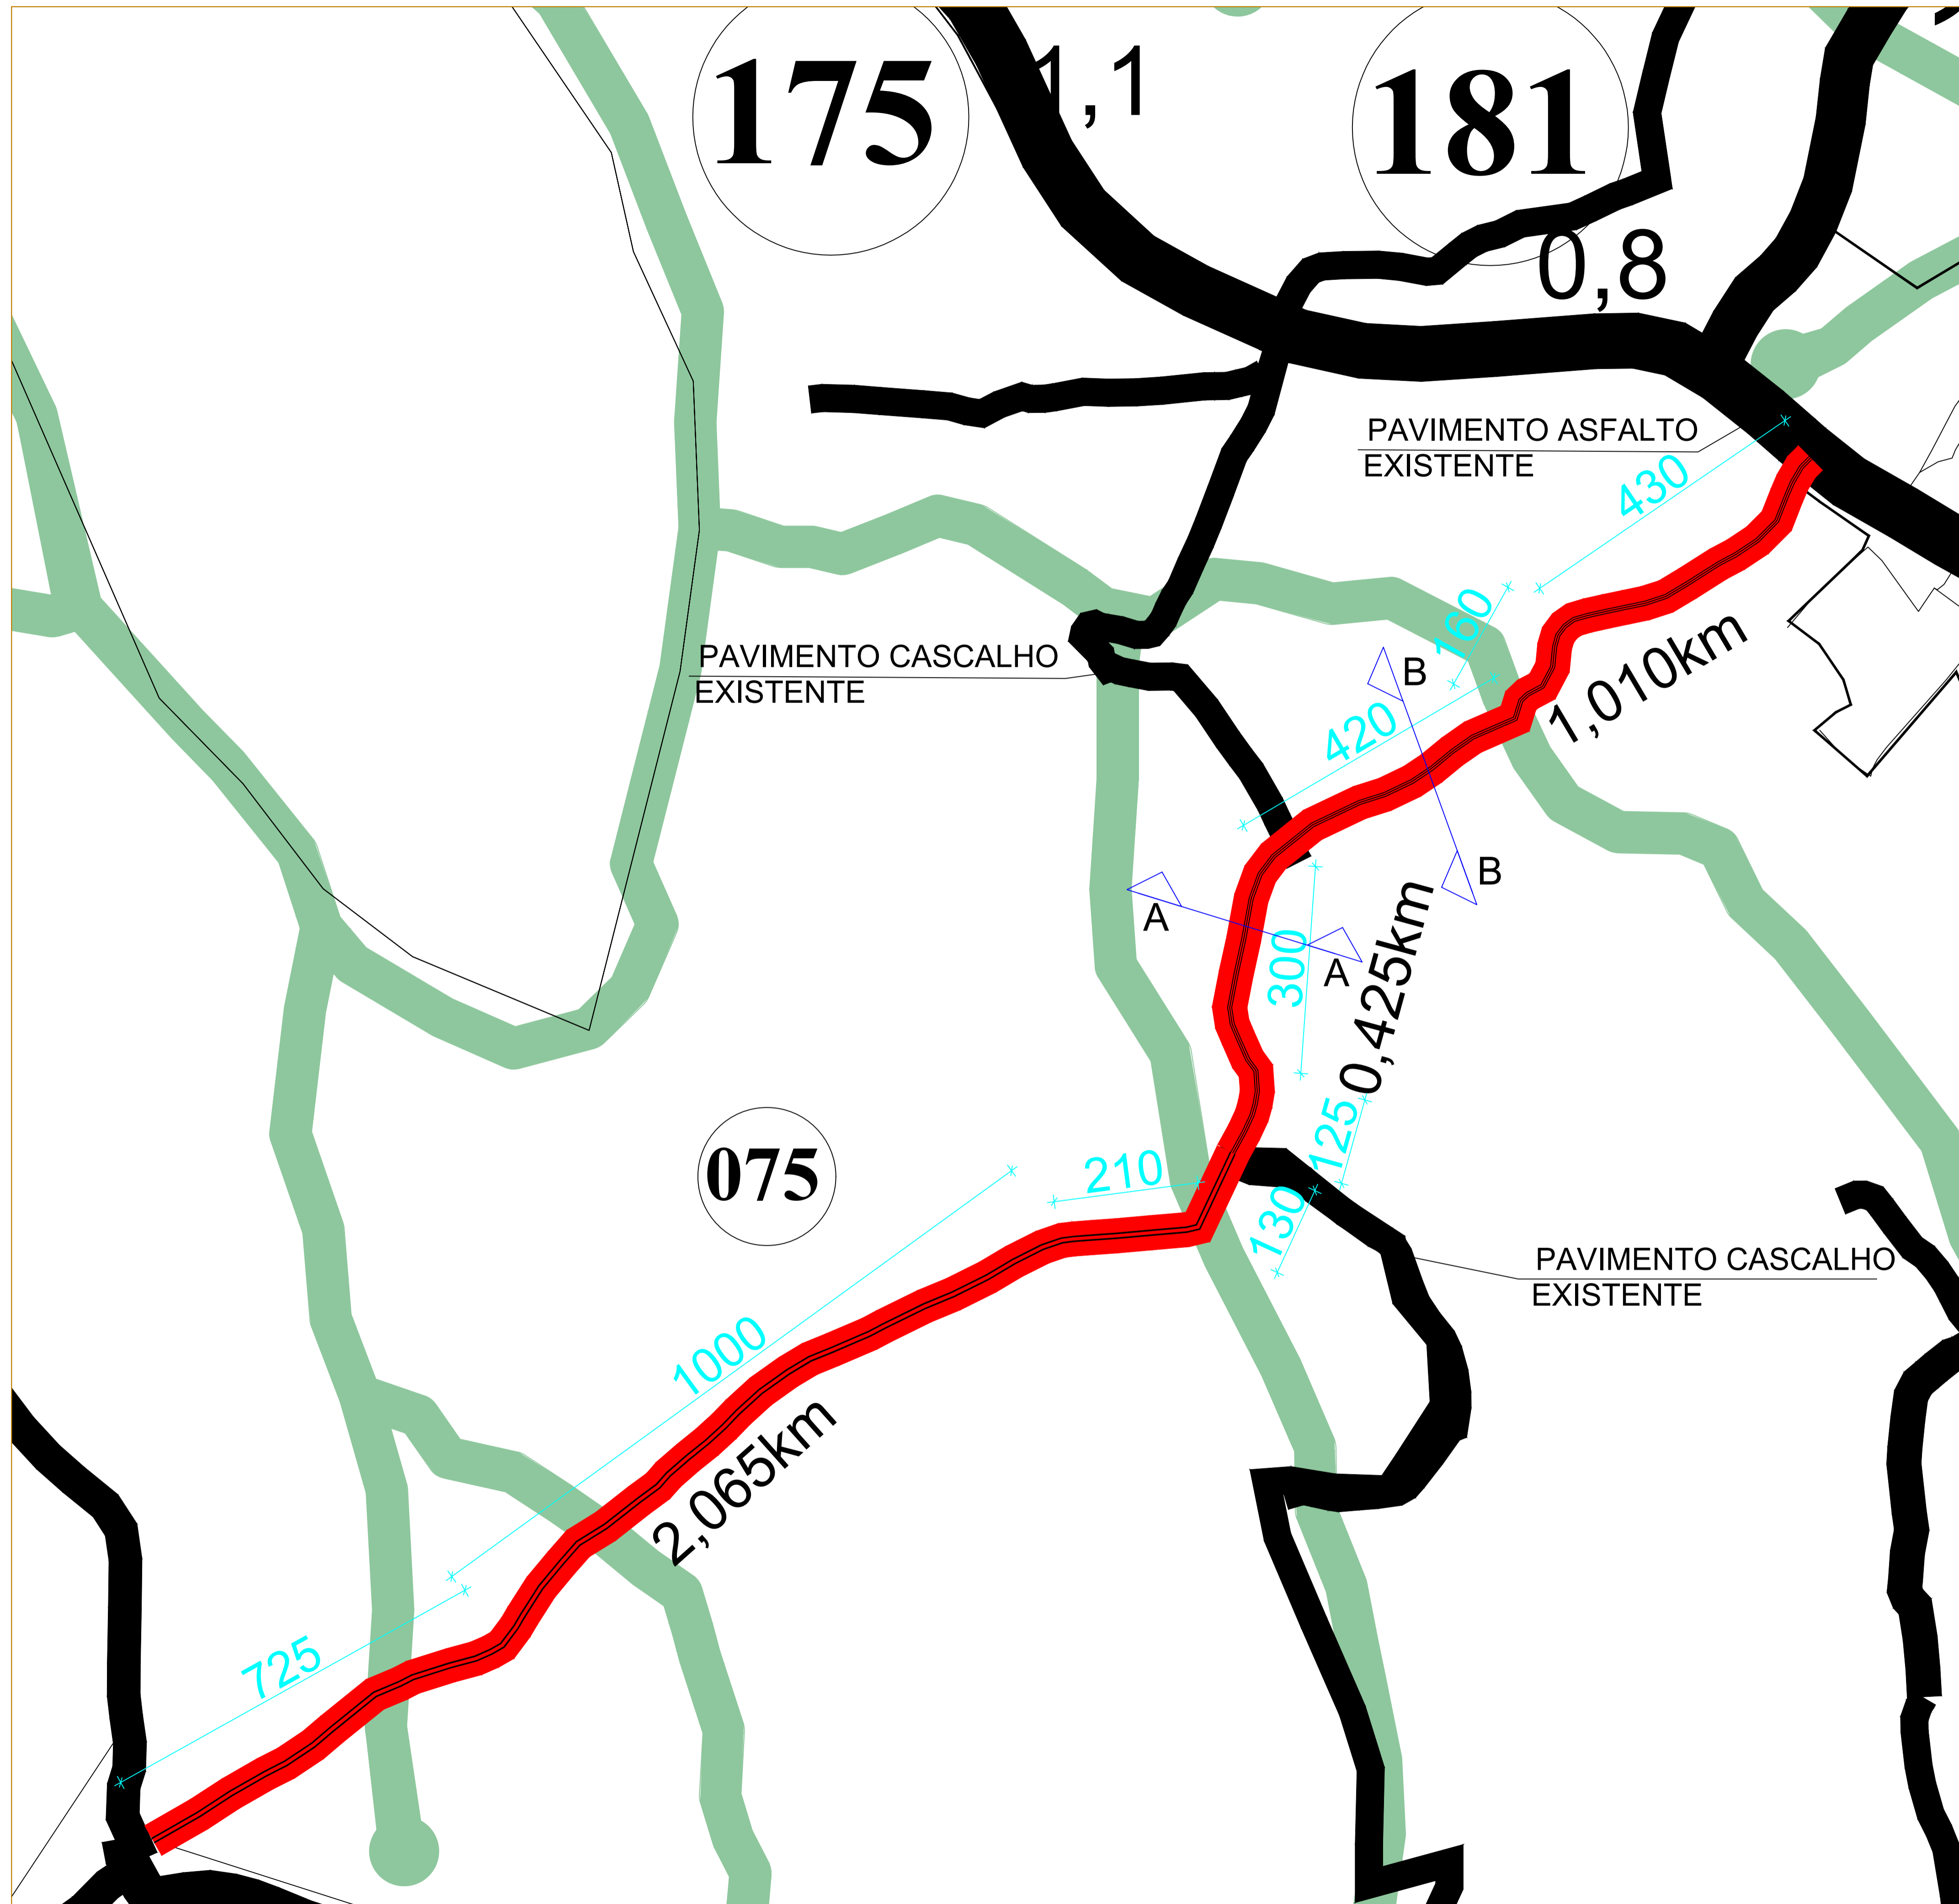 175
1,1
181
0,8
PAVIMENTO ASFALTO
EXISTENTE
430
160
PAVIMENTO CASCALHO
EXISTENTE
B
420
1,010km
B
A
A
300
0,425km
125
075
210
130
PAVIMENTO CASCALHO
EXISTENTE
1000
2,065km
725